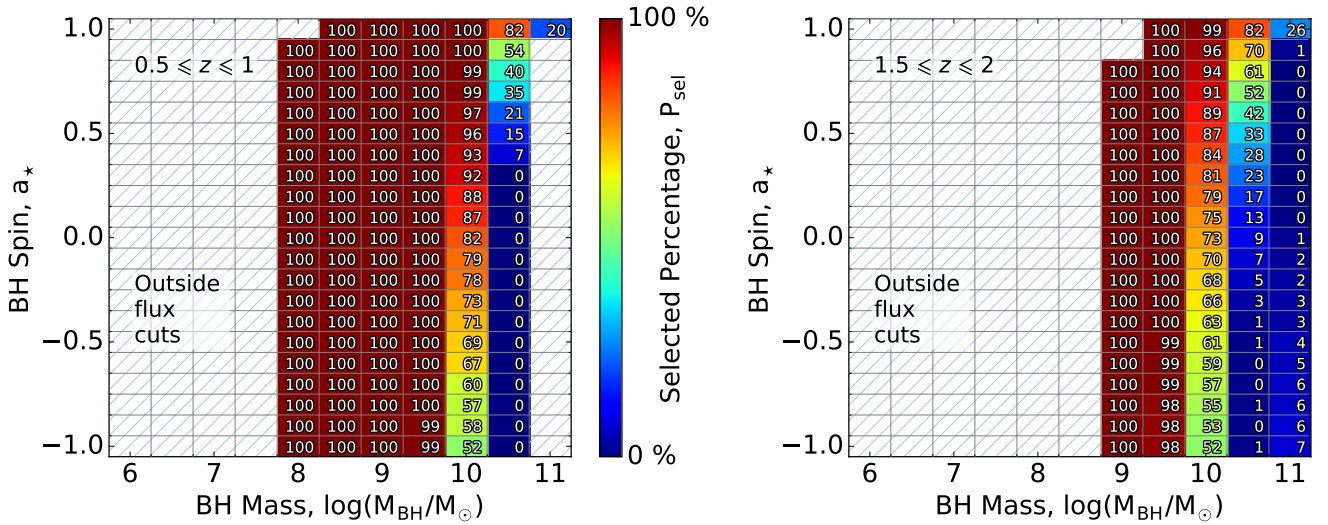 1.0 100 100 100 100 82 20
100 100 100 100 100 54
0.5 ⩽ z ⩽ 1 100 100 100 100 99 40
100 100 100 100 99 35
100 100 100 100 97 21
0.5 100 100 100 100 96 15
100 100 100 100 93 7
100 100 100 100 92 0
100 100 100 100 88 0
100 100 100 100 87 0
0.0 100 100 100 100 82 0
100 100 100 100 79 0
100 100 100 100 78 0
100 100 100 100 73 0
100 100 100 100 71 0
−0.5 100 100 100 100 69 0
100 100 100 100 67 0
100 100 100 100 60 0
100 100 100 100 57 0
100 100 100 99 58 0
−1.0 100 100 100 99 52 0
Outside
flux
cuts
BH Spin, a⋆
6 7 8 9 10 11
BH Mass, log(M_BH/M_⊙)
100 %
Selected Percentage, P_sel
0 %
1.0 100 99 82 26
100 96 70 1
1.5 ⩽ z ⩽ 2 100 100 94 61 0
100 100 91 52 0
100 100 89 42 0
0.5 100 100 87 33 0
100 100 84 28 0
100 100 81 23 0
100 100 79 17 0
100 100 75 13 0
0.0 100 100 73 9 1
100 100 70 7 2
100 100 68 5 2
100 100 66 3 3
100 100 63 1 3
−0.5 100 99 61 1 4
100 99 59 0 5
100 99 57 0 6
100 98 55 1 6
100 98 53 0 6
−1.0 100 98 52 1 7
Outside
flux
cuts
BH Spin, a⋆
6 7 8 9 10 11
BH Mass, log(M_BH/M_⊙)